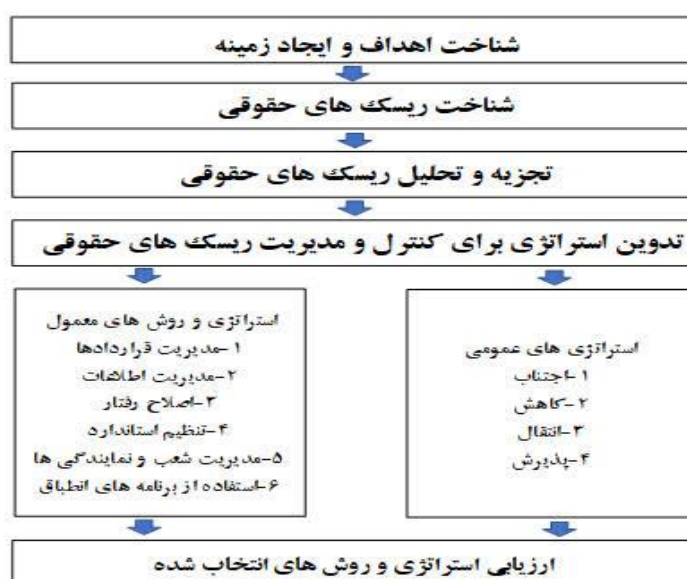 شناخت اهداف و ایجاد زمینه
شناخت ریسک های حقوقی
تجزیه و تحلیل ریسک های حقوقی
تدوین استراتژی برای کنترل و مدیریت ریسک های حقوقی
استراتژی های عمومی
۱-اجتناب
۲-کاهش
۳-انتقال
۴-پذیرش
استراتژی و روش های معمول
۱-مدیریت قراردادها
۲-مدیریت اطلاعات
۳-اصلاح رفتار
۴-تنظیم استاندارد
۵-مدیریت شعب و نمایندگی ها
۶-استفاده از برنامه های انطباق
ارزیابی استراتژی و روش های انتخاب شده